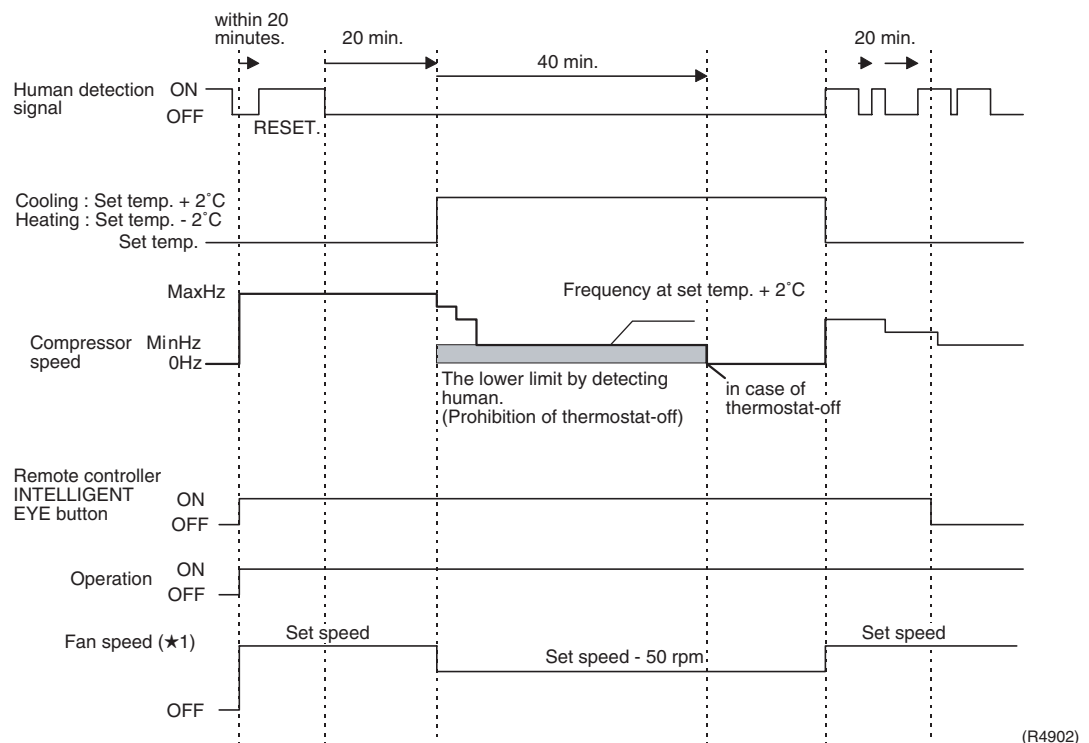 within 20
minutes.
20 min.
40 min.
20 min.
Human detection
signal
ON
OFF
RESET.
Cooling : Set temp. + 2˚C
Heating : Set temp. - 2˚C
Set temp.
MaxHz
Frequency at set temp. + 2˚C
Compressor
speed
MinHz
0Hz
The lower limit by detecting
human.
(Prohibition of thermostat-off)
in case of
thermostat-off
Remote controller
INTELLIGENT
EYE button
ON
OFF
Operation
ON
OFF
Fan speed (★1)
Set speed
Set speed - 50 rpm
Set speed
OFF
(R4902)